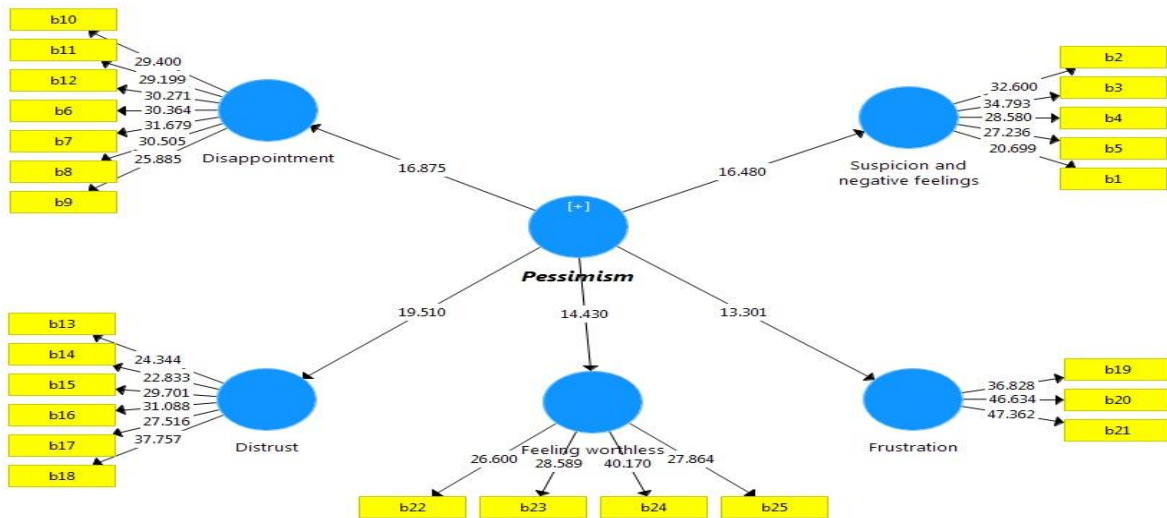 b10
b11
b12
b6
b7
b8
b9
29.400
29.199
30.271
30.364
31.679
30.505
25.885
Disappointment
16.875
b2
b3
b4
b5
b1
32.600
34.793
28.580
27.236
20.699
Suspicion and
negative feelings
16.480
[+]
Pessimism
19.510
14.430
13.301
b13
b14
b15
b16
b17
b18
24.344
22.833
29.701
31.088
27.516
37.757
Distrust
Feeling worthless
26.600
28.589
40.170
27.864
b22
b23
b24
b25
Frustration
36.828
46.634
47.362
b19
b20
b21